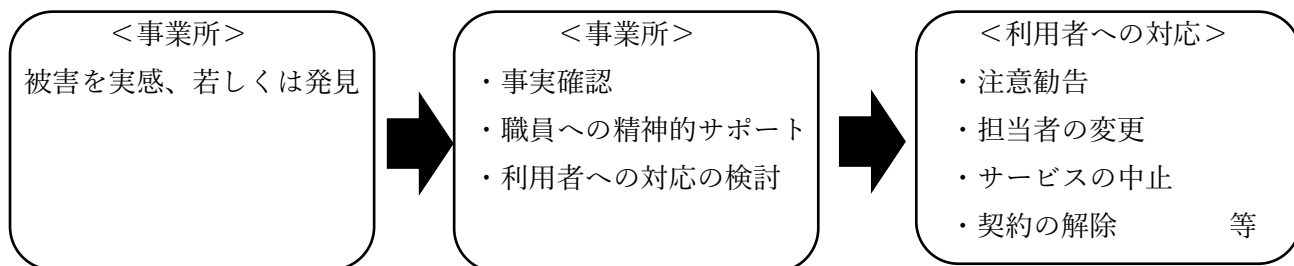 <事業所>
被害を実感、若しくは発見
<事業所>
・事実確認
・職員への精神的サポート
・利用者への対応の検討
<利用者への対応>
・注意勧告
・担当者の変更
・サービスの中止
・契約の解除　　　　等